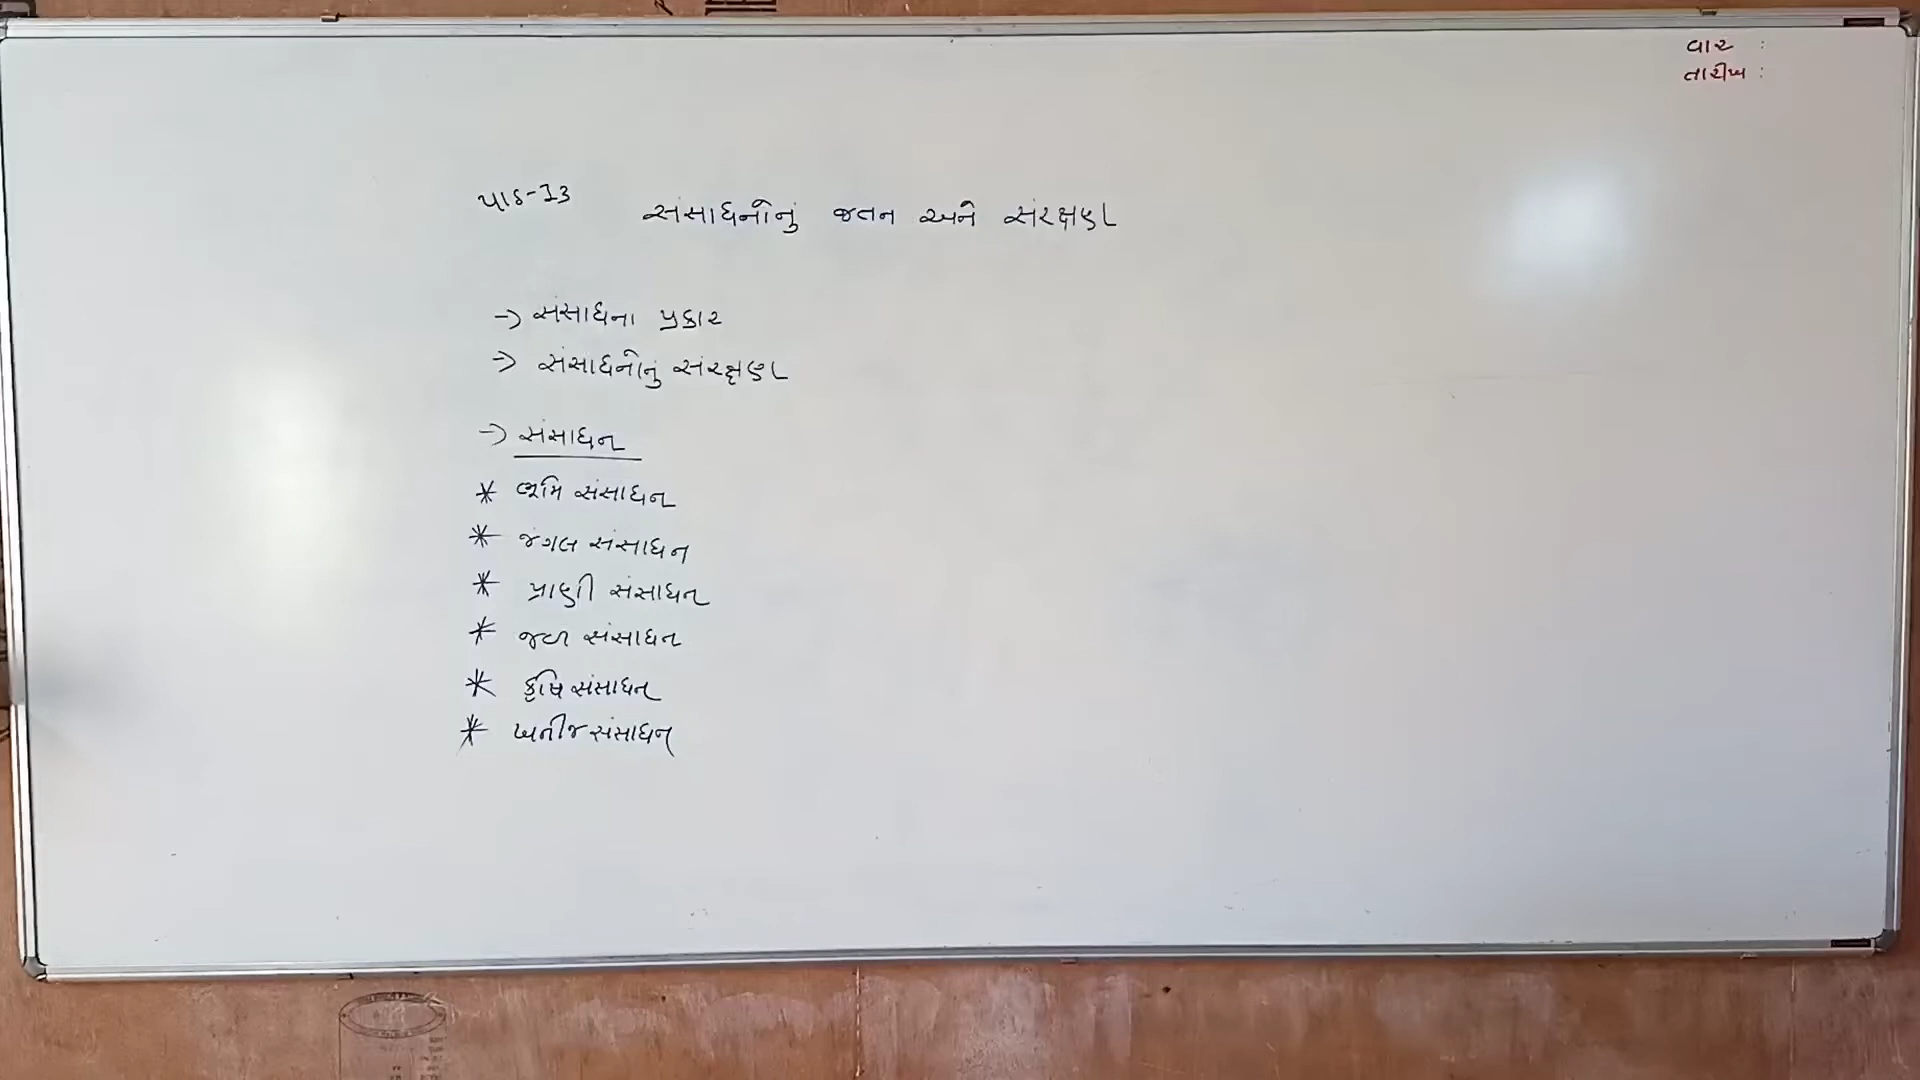 વાર :
તારીખ :
પાઠ-13 સંસાધનોનું જતન અને સંરક્ષણ
→ સંસાધના પ્રકાર
→ સંસાધનોનું સંરક્ષણ
→ સંસાધન
* ભૂમિ સંસાધન
* જંગલ સંસાધન
* પ્રાણી સંસાધન
* જળ સંસાધન
* કૃષિ સંસાધન
* ખનીજ સંસાધન